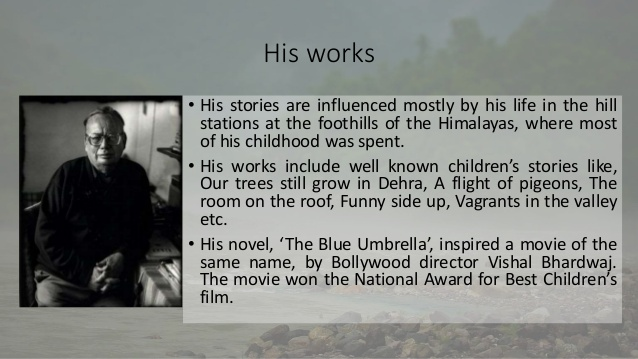 His works
• His stories are influenced mostly by his life in the hill
stations at the foothills of the Himalayas, where most
of his childhood was spent.
• His works include well known children’s stories like,
Our trees still grow in Dehra, A flight of pigeons, The
room on the roof, Funny side up, Vagrants in the valley
etc.
• His novel, ‘The Blue Umbrella’, inspired a movie of the
same name, by Bollywood director Vishal Bhardwaj.
The movie won the National Award for Best Children’s
film.